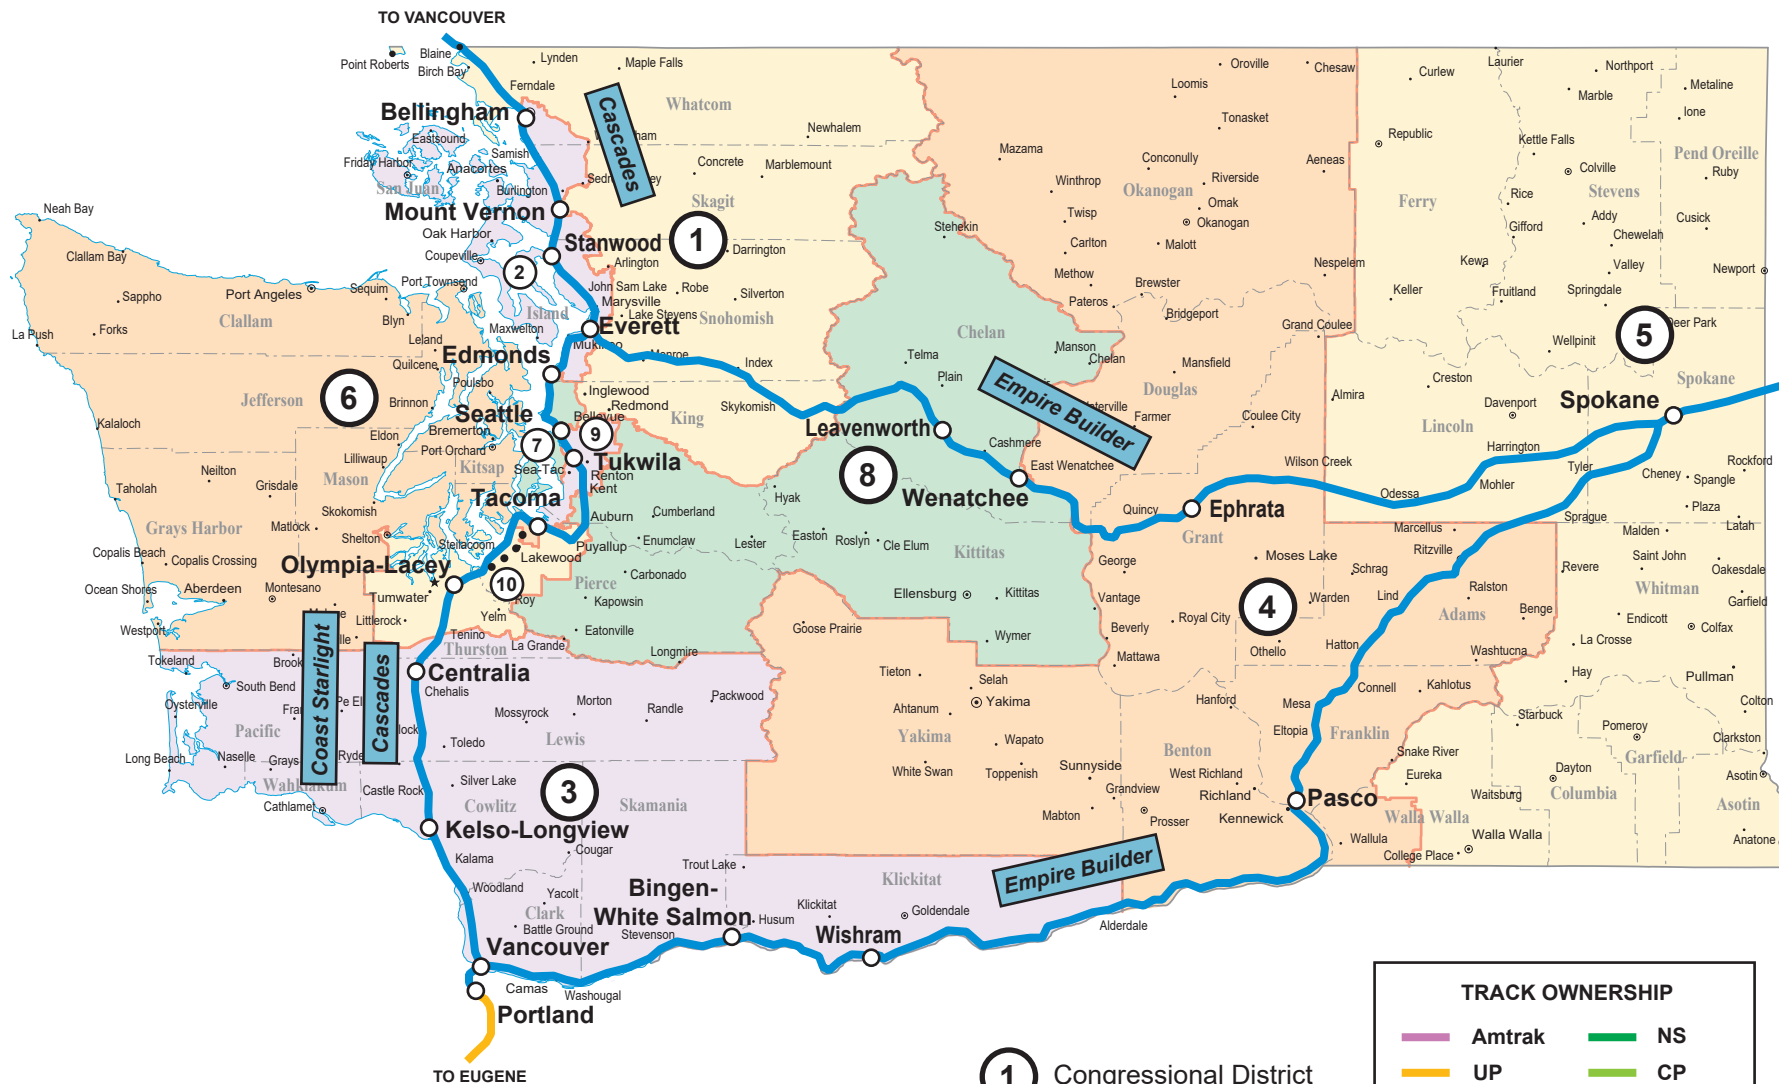 TO VANCOUVER
Blaine
Point Roberts
Birch Bay
Lynden
Maple Falls
Ferndale
Whatcom
Bellingham
Cascades
Newhalem
Eastsound
Samish
Friday Harbor
Anacortes
San Juan
Burlington
Concrete
Marblemount
Skagit
Mount Vernon
Oak Harbor
Stanwood
1
Darrington
Coupeville
2
Arlington
Neah Bay
Clallam Bay
Sappho
Port Angeles
Sequim
Port Townsend
John Sam Lake
Robe
Silverton
Marysville
Lake Stevens
Snohomish
Clallam
Forks
La Push
Blyn
Island
Maxwelton
Everett
Leland
Edmonds
Quilcene
Index
Jefferson
6
Brinnon
Poulsbo
Inglewood
Redmond
Skykomish
King
Kalaloch
Seattle
Bellevue
Bremerton
Eldon
7
9
Port Orchard
Lilliwaup
Kitsap
Sea-Tac
Tukwila
Renton
Kent
Neilton
Mason
Grisdale
Taholah
Tacoma
Skokomish
Auburn
Cumberland
Hyak
Grays Harbor
Matlock
Shelton
Steilacoom
Enumclaw
Lester
Easton
Roslyn
Cle Elum
Puyallup
Lakewood
Copalis Beach
Copalis Crossing
Olympia-Lacey
10
Pierce
Carbonado
Ocean Shores
Aberdeen
Montesano
Tumwater
Roy
Kapowsin
Yelm
Littlerock
Westport
Eatonville
Tenino
Thurston
La Grande
Longmire
Tokeland
Coast Starlight
Cascades
Centralia
Chehalis
South Bend
Oysterville
Pe Ell
Morton
Packwood
Mossyrock
Randle
Pacific
Toledo
Lewis
Long Beach
Naselle
Grays
Silver Lake
Wahkiakum
Castle Rock
Cowlitz
3
Skamania
Cathlamet
Kelso-Longview
Kalama
Cougar
Trout Lake
Woodland
Yacolt
Bingen-
White Salmon
Clark
Battle Ground
Stevenson
Husum
Klickitat
Klickitat
Goldendale
Wishram
Vancouver
Camas
Washougal
Portland
TO EUGENE
Oroville
Chesaw
Loomis
Tonasket
Mazama
Conconully
Aeneas
Winthrop
Okanogan
Riverside
Omak
Twisp
Okanogan
Stehekin
Carlton
Malott
Methow
Nespelem
Pateros
Brewster
Bridgeport
Grand Coulee
Chelan
Manson
Chelan
Mansfield
Telma
Plain
Douglas
Empire Builder
Farmer
Coulee City
Almira
Leavenworth
Cashmere
East Wenatchee
Wilson Creek
8
Wenatchee
Quincy
Ephrata
Grant
Kittitas
Moses Lake
George
Schrag
Ellensburg
Kittitas
Vantage
Royal City
4
Warden
Lind
Goose Prairie
Wymer
Beverly
Mattawa
Othello
Hatton
Tieton
Selah
Yakima
Ahtanum
Hanford
Mesa
Connell
Kahlotus
Eltopia
Yakima
Wapato
Benton
Franklin
White Swan
Toppenish
Sunnyside
West Richland
Grandview
Richland
Pasco
Mabton
Prosser
Kennewick
Empire Builder
Alderdale
Laurier
Northport
Curlew
Metaline
Marble
Ione
Republic
Kettle Falls
Pend Oreille
Colville
Stevens
Ruby
Ferry
Rice
Addy
Cusick
Gifford
Chewelah
Kewa
Valley
Newport
Keller
Fruitland
Springdale
5
Deer Park
Wellpinit
Creston
Spokane
Davenport
Spokane
Lincoln
Harrington
Tyler
Cheney
Rockford
Mohler
Spangle
Odessa
Plaza
Sprague
Malden
Latah
Marcellus
Ritzville
Saint John
Revere
Oakesdale
Whitman
Ralston
Adams
Benge
Garfield
Endicott
Colfax
La Crosse
Washtucna
Hay
Pullman
Colton
Starbuck
Pomeroy
Clarkston
Garfield
Snake River
Eureka
Dayton
Asotin
Waitsburg
Columbia
Asotin
Walla Walla
Wallula
Walla Walla
College Place
Anatone
1
Congressional District
TRACK OWNERSHIP
Amtrak
NS
UP
CP